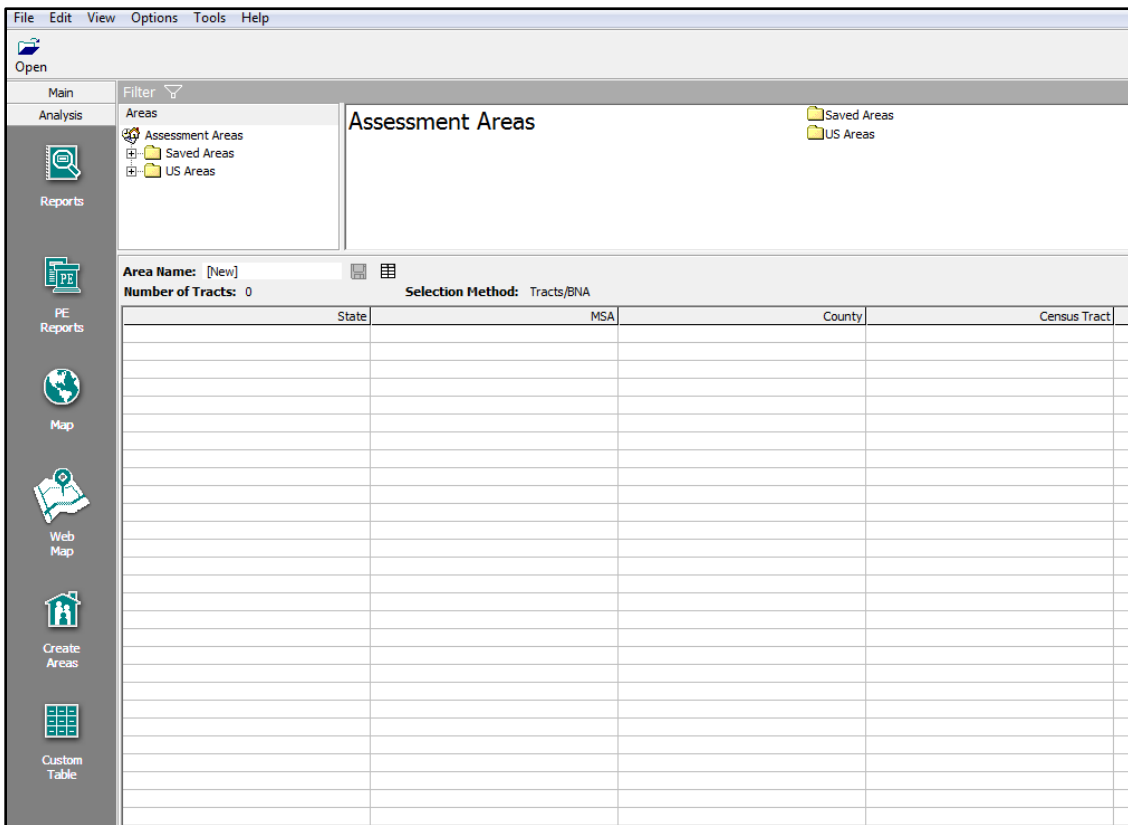 File Edit View Options Tools Help
Open
Main
Analysis
Reports
PE
PE
Reports
Map
Web
Map
Create
Areas
Custom
Table
Filter
Areas
Assessment Areas
Saved Areas
US Areas
Assessment Areas
Saved Areas
US Areas
Area Name: [New]
Number of Tracts: 0 Selection Method: Tracts/BNA
State MSA County Census Tract